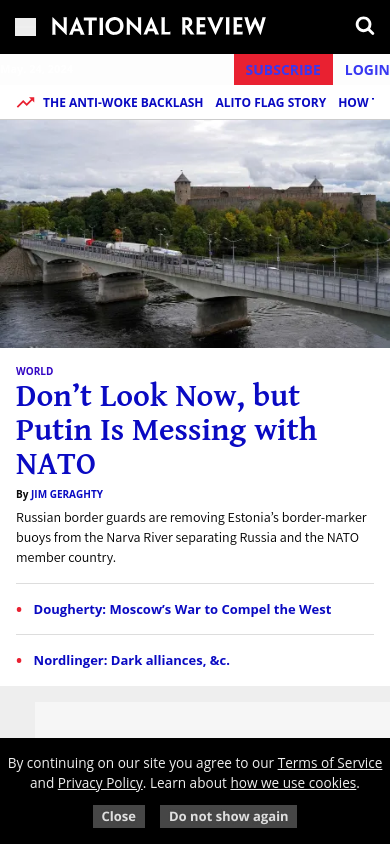 NATIONAL REVIEW
SUBSCRIBE LOGIN
THE ANTI-WOKE BACKLASH ALITO FLAG STORY HOW
WORLD
Don’t Look Now, but
Putin Is Messing with
NATO
By JIM GERAGHTY
Russian border guards are removing Estonia’s border-marker
buoys from the Narva River separating Russia and the NATO
member country.
• Dougherty: Moscow’s War to Compel the West
• Nordlinger: Dark alliances, &c.
By continuing on our site you agree to our Terms of Service
and Privacy Policy. Learn about how we use cookies.
Close Do not show again